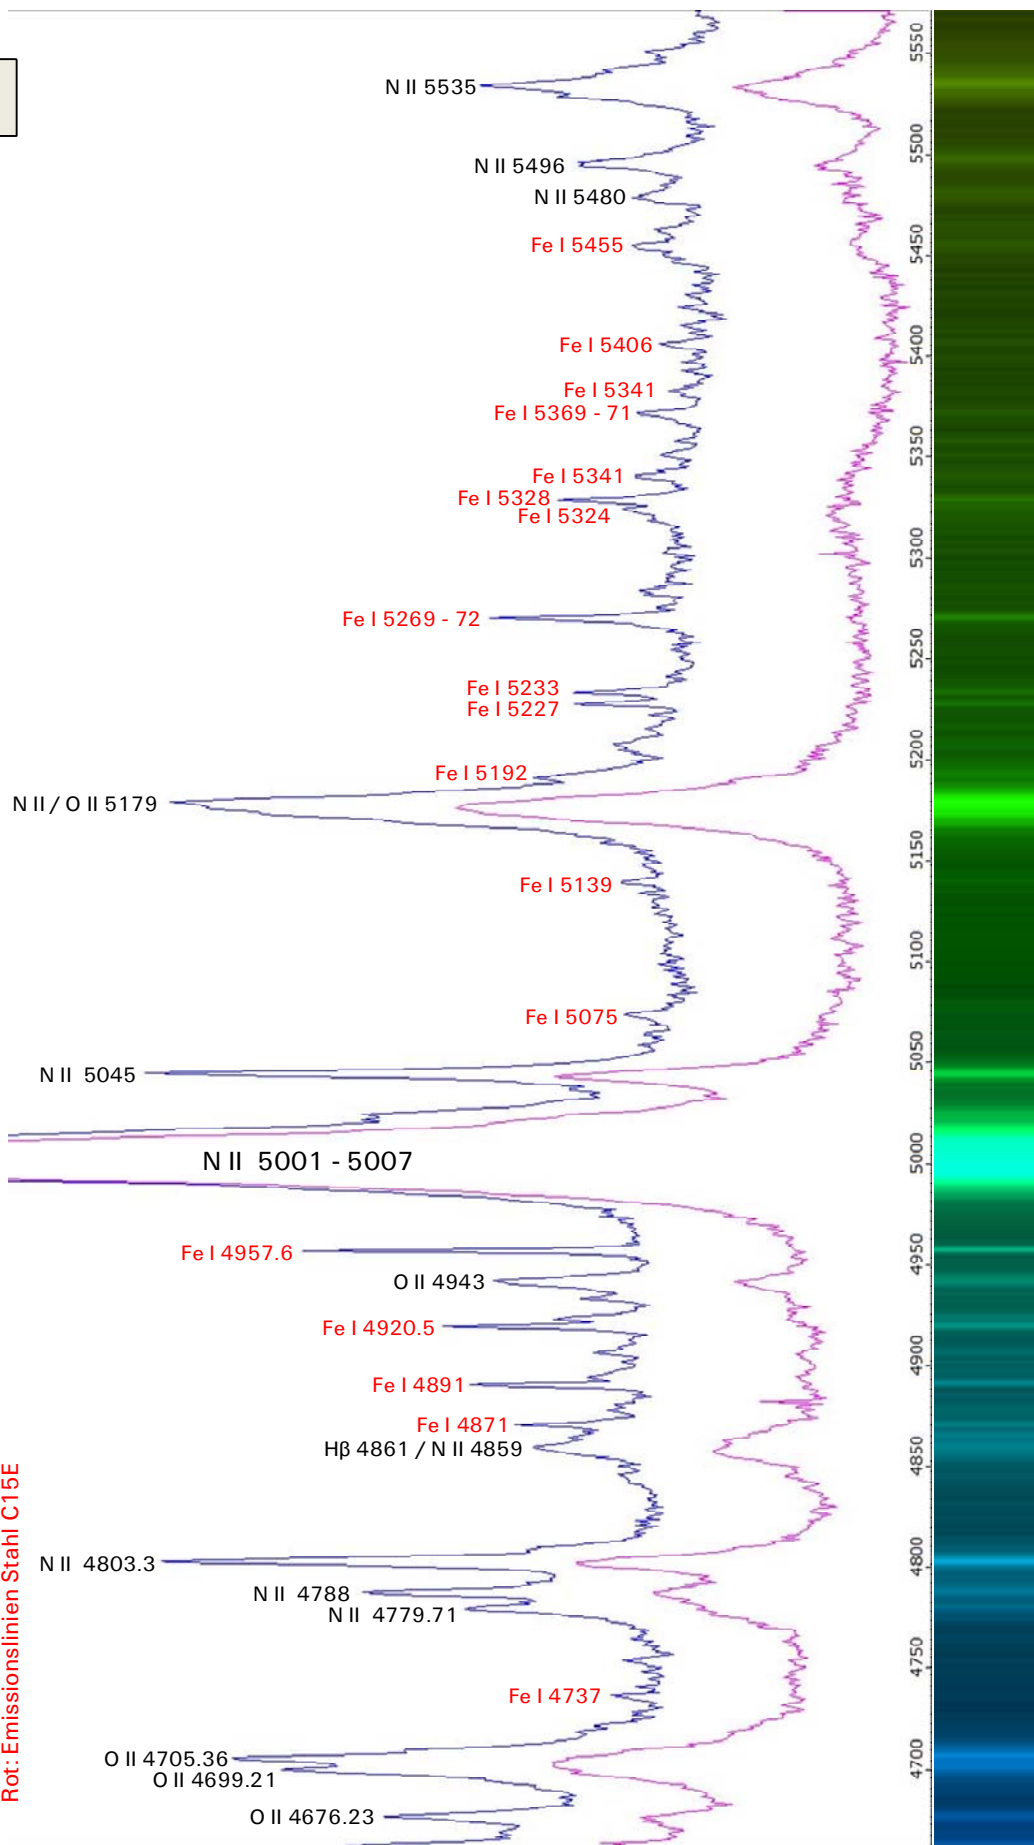 N II 5535
N II 5496
N II 5480
Fe I 5455
Fe I 5406
Fe I 5341
Fe I 5369 - 71
Fe I 5341
Fe I 5328
Fe I 5324
Fe I 5269 - 72
Fe I 5233
Fe I 5227
Fe I 5192
N II / O II 5179
Fe I 5139
Fe I 5075
N II 5045
N II 5001 - 5007
Fe I 4957.6
O II 4943
Fe I 4920.5
Fe I 4891
Fe I 4871
Hβ 4861 / N II 4859
N II 4803.3
N II 4788
N II 4779.71
Fe I 4737
O II 4705.36
O II 4699.21
O II 4676.23
Rot: Emissionslinien Stahl C15E
5550
5500
5450
5400
5350
5300
5250
5200
5150
5100
5050
5000
4950
4900
4850
4800
4750
4700